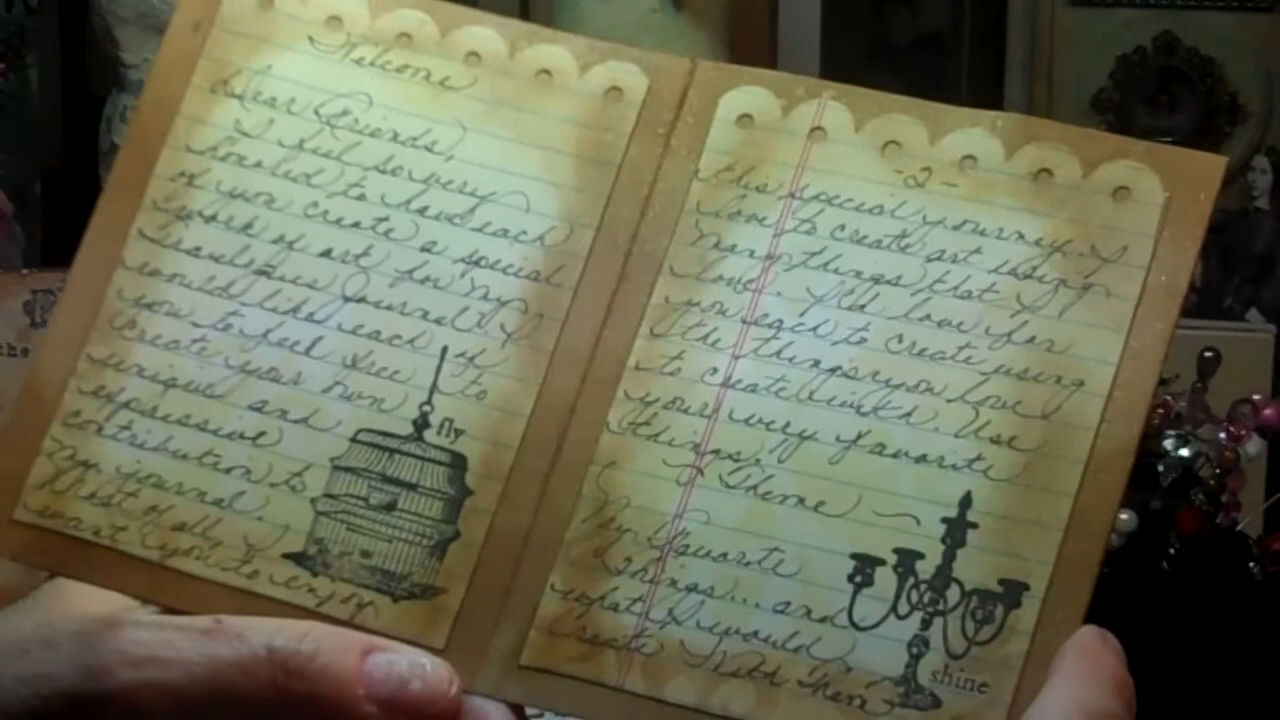 Welcome
Dear Friends,
I feel so very
honored to have each
of you create a special
work of art for my
Traveling Journal! I
would like each of
you to feel free to
create your own
unique and
expressive
contribution to
my journal.
Most of all, I
want you to enjoy
fly
-2-
this special journey. I
love to create art using
many things that I
love. I'd love for
you each to create using
the things you love
to create with. Use
your very favorite
things.
Theme ~
My Favorite
Things... and
what I would
Create With Them
shine
the